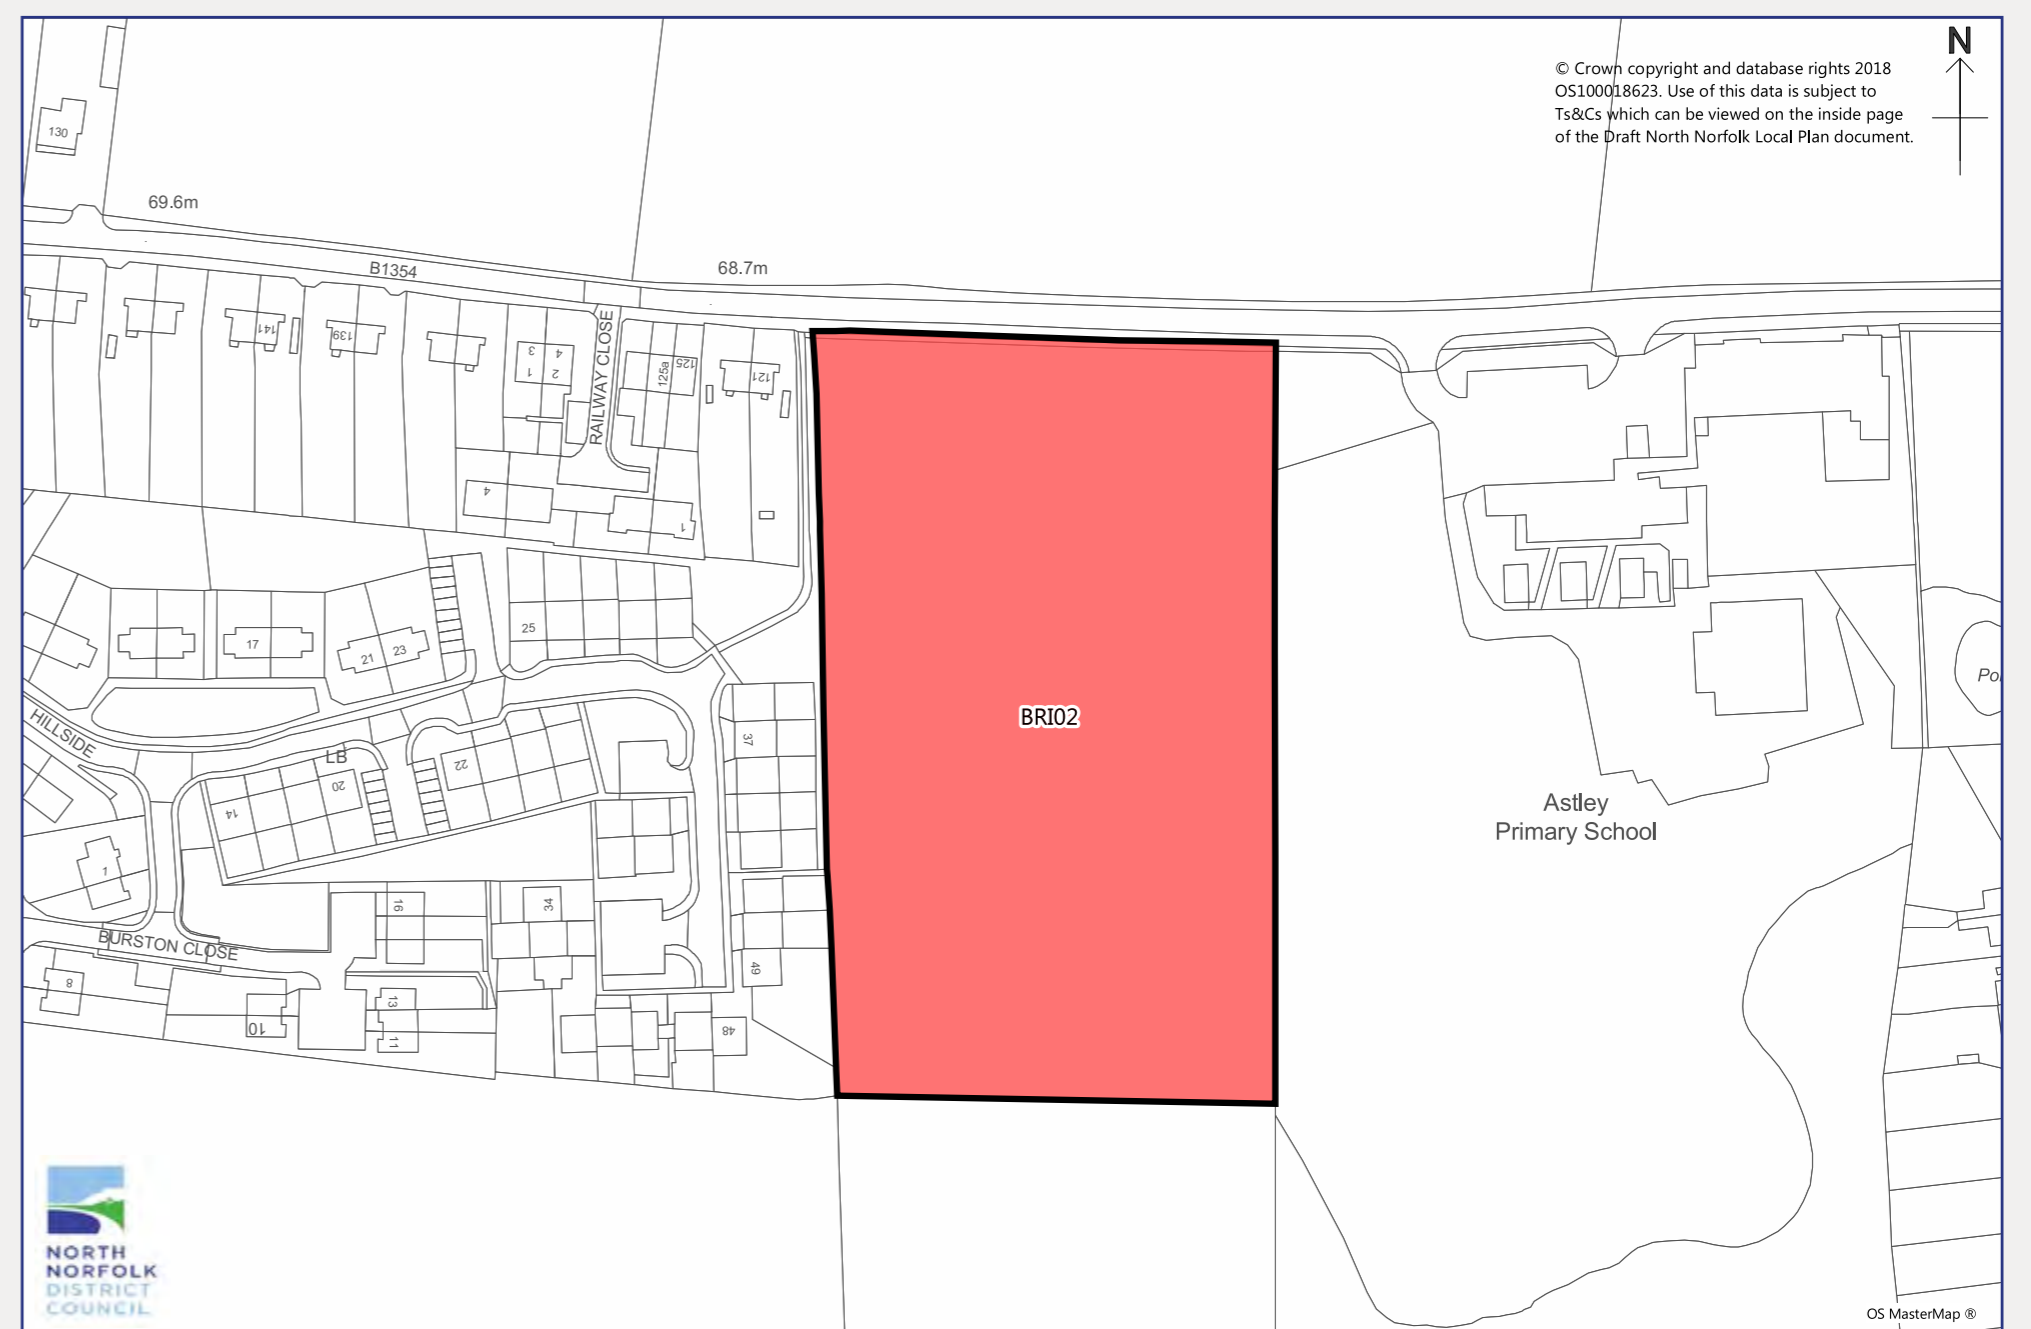 N
© Crown copyright and database rights 2018
OS100018623. Use of this data is subject to
Ts&Cs which can be viewed on the inside page
of the Draft North Norfolk Local Plan document.
130
69.6m
B1354
68.7m
141
139
3
4
1
2
RAILWAY CLOSE
125a
125
121
4
1
25
17
21
23
HILLSIDE
LB
20
22
14
37
BRI02
1
16
34
BURSTON CLOSE
8
10
13
11
49
48
Astley
Primary School
NORTH
NORFOLK
DISTRICT
COUNCIL
OS MasterMap ®